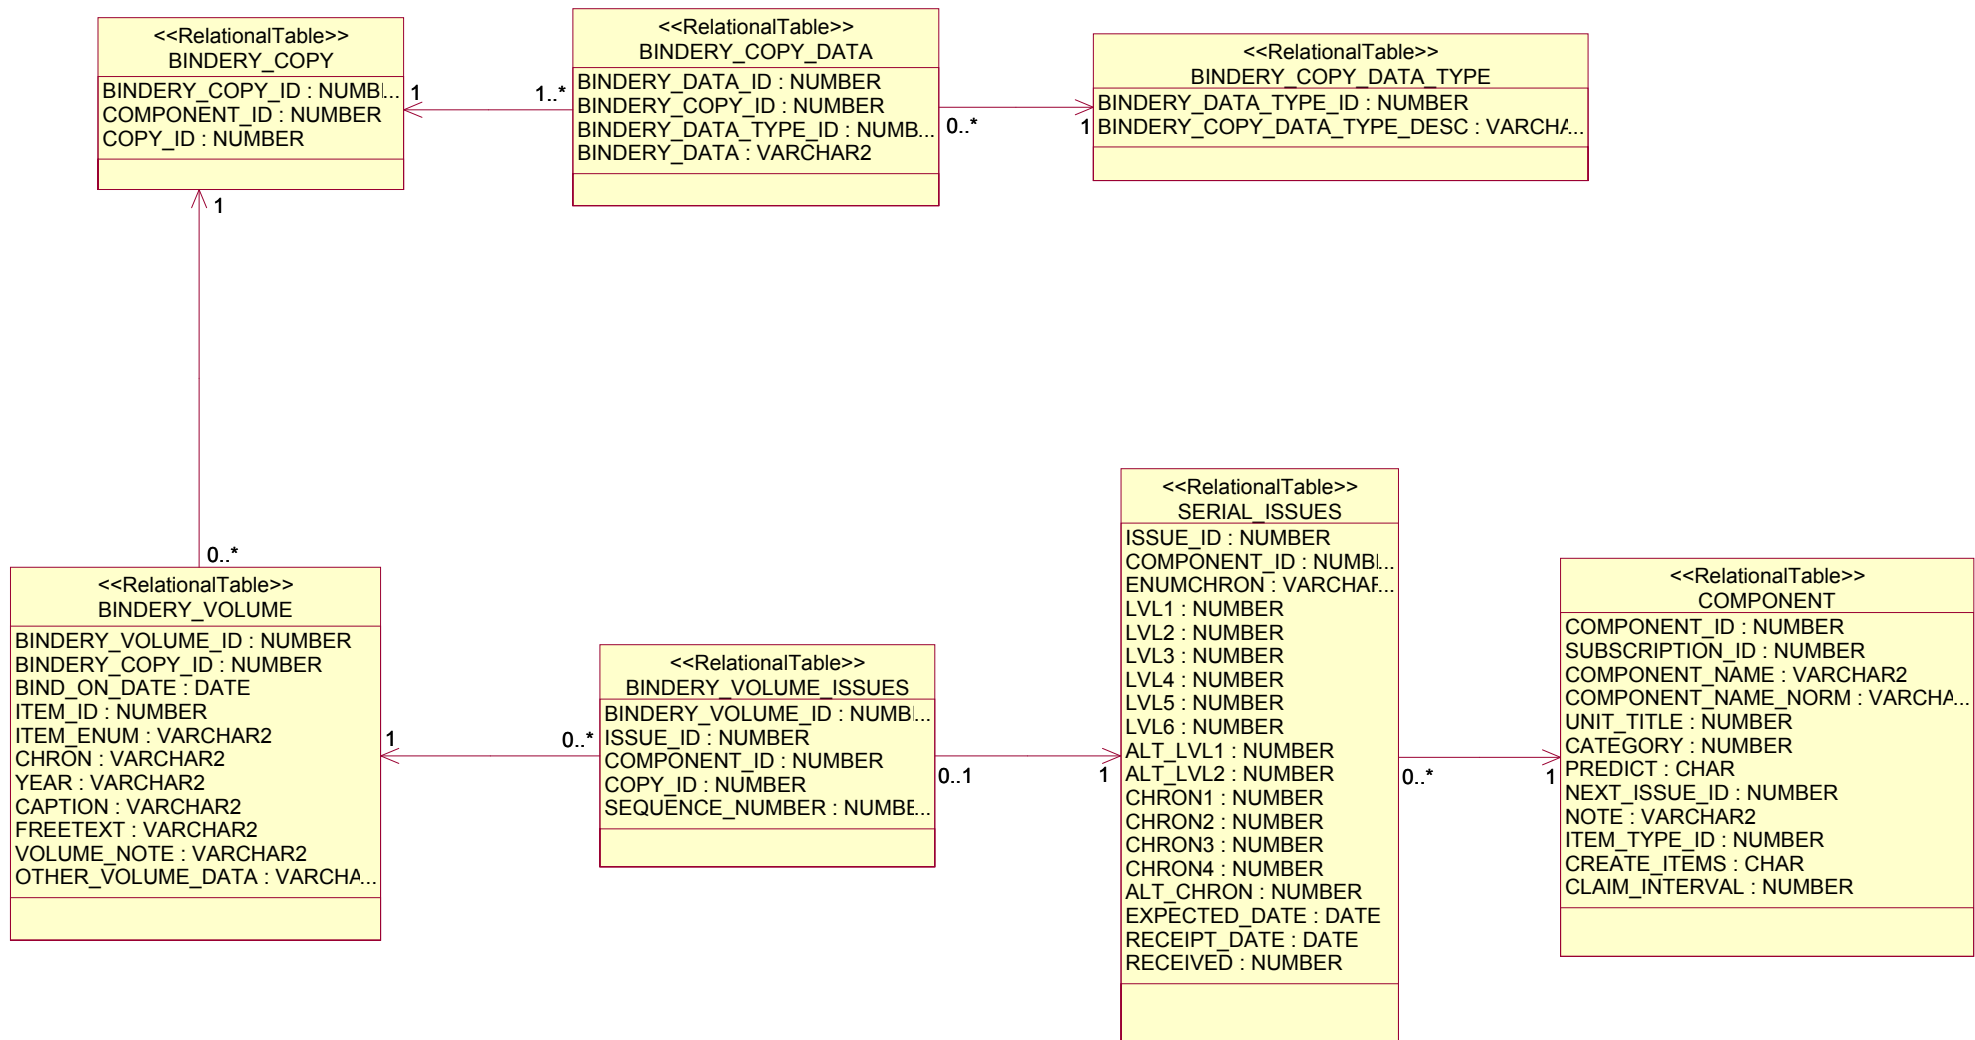 <<RelationalTable>>
BINDERY_COPY
BINDERY_COPY_ID : NUMB...
COMPONENT_ID : NUMBER
COPY_ID : NUMBER
1
1..*
<<RelationalTable>>
BINDERY_COPY_DATA
BINDERY_DATA_ID : NUMBER
BINDERY_COPY_ID : NUMBER
BINDERY_DATA_TYPE_ID : NUMB...
BINDERY_DATA : VARCHAR2
0..*
1
<<RelationalTable>>
BINDERY_COPY_DATA_TYPE
BINDERY_DATA_TYPE_ID : NUMBER
BINDERY_COPY_DATA_TYPE_DESC : VARCHA...
1
0..*
<<RelationalTable>>
BINDERY_VOLUME
BINDERY_VOLUME_ID : NUMBER
BINDERY_COPY_ID : NUMBER
BIND_ON_DATE : DATE
ITEM_ID : NUMBER
ITEM_ENUM : VARCHAR2
CHRON : VARCHAR2
YEAR : VARCHAR2
CAPTION : VARCHAR2
FREETEXT : VARCHAR2
VOLUME_NOTE : VARCHAR2
OTHER_VOLUME_DATA : VARCHA...
1
0..*
<<RelationalTable>>
BINDERY_VOLUME_ISSUES
BINDERY_VOLUME_ID : NUMB...
ISSUE_ID : NUMBER
COMPONENT_ID : NUMBER
COPY_ID : NUMBER
SEQUENCE_NUMBER : NUMBE...
0..1
1
<<RelationalTable>>
SERIAL_ISSUES
ISSUE_ID : NUMBER
COMPONENT_ID : NUMB...
ENUMCHRON : VARCHAR...
LVL1 : NUMBER
LVL2 : NUMBER
LVL3 : NUMBER
LVL4 : NUMBER
LVL5 : NUMBER
LVL6 : NUMBER
ALT_LVL1 : NUMBER
ALT_LVL2 : NUMBER
CHRON1 : NUMBER
CHRON2 : NUMBER
CHRON3 : NUMBER
CHRON4 : NUMBER
ALT_CHRON : NUMBER
EXPECTED_DATE : DATE
RECEIPT_DATE : DATE
RECEIVED : NUMBER
0..*
1
<<RelationalTable>>
COMPONENT
COMPONENT_ID : NUMBER
SUBSCRIPTION_ID : NUMBER
COMPONENT_NAME : VARCHAR2
COMPONENT_NAME_NORM : VARCHA...
UNIT_TITLE : NUMBER
CATEGORY : NUMBER
PREDICT : CHAR
NEXT_ISSUE_ID : NUMBER
NOTE : VARCHAR2
ITEM_TYPE_ID : NUMBER
CREATE_ITEMS : CHAR
CLAIM_INTERVAL : NUMBER